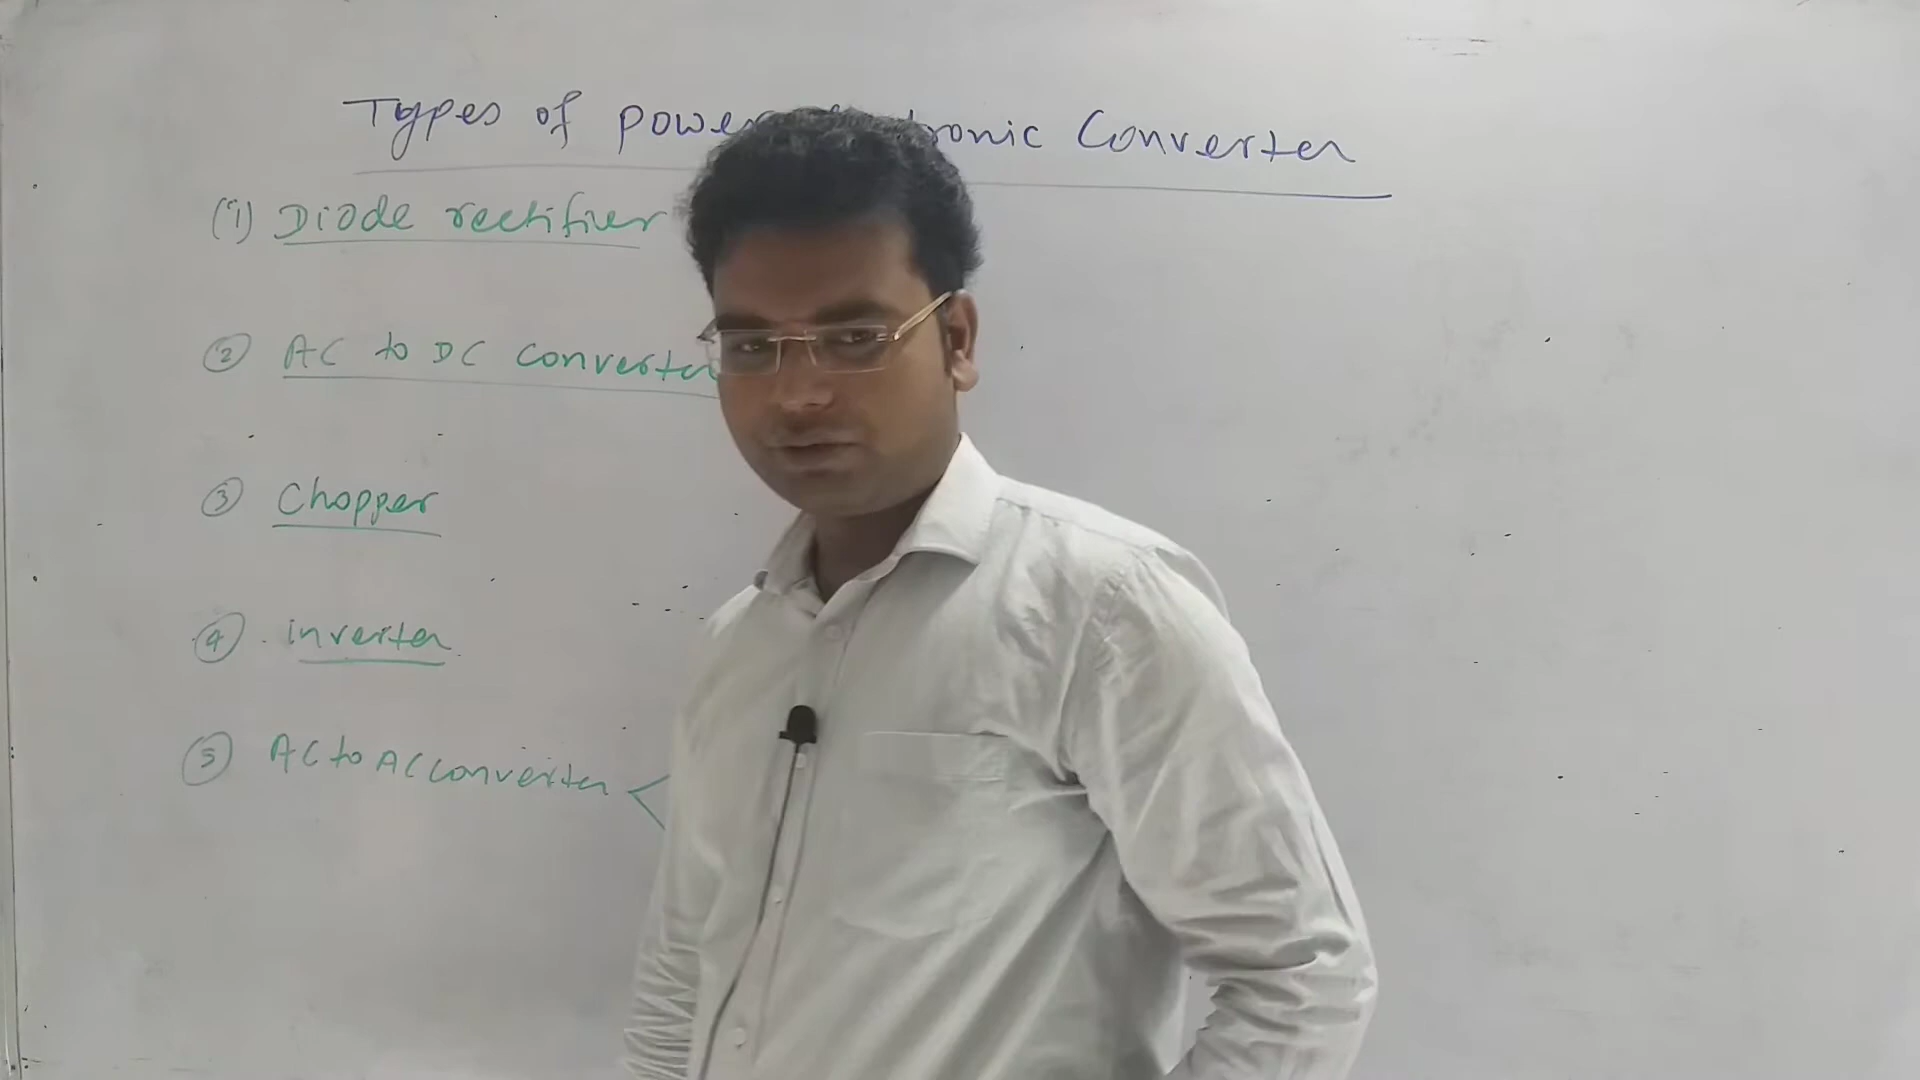 Types of power electronic Converter
(1) Diode rectifier
② AC to DC converter
③ Chopper
④ inverter
⑤ AC to AC converter <